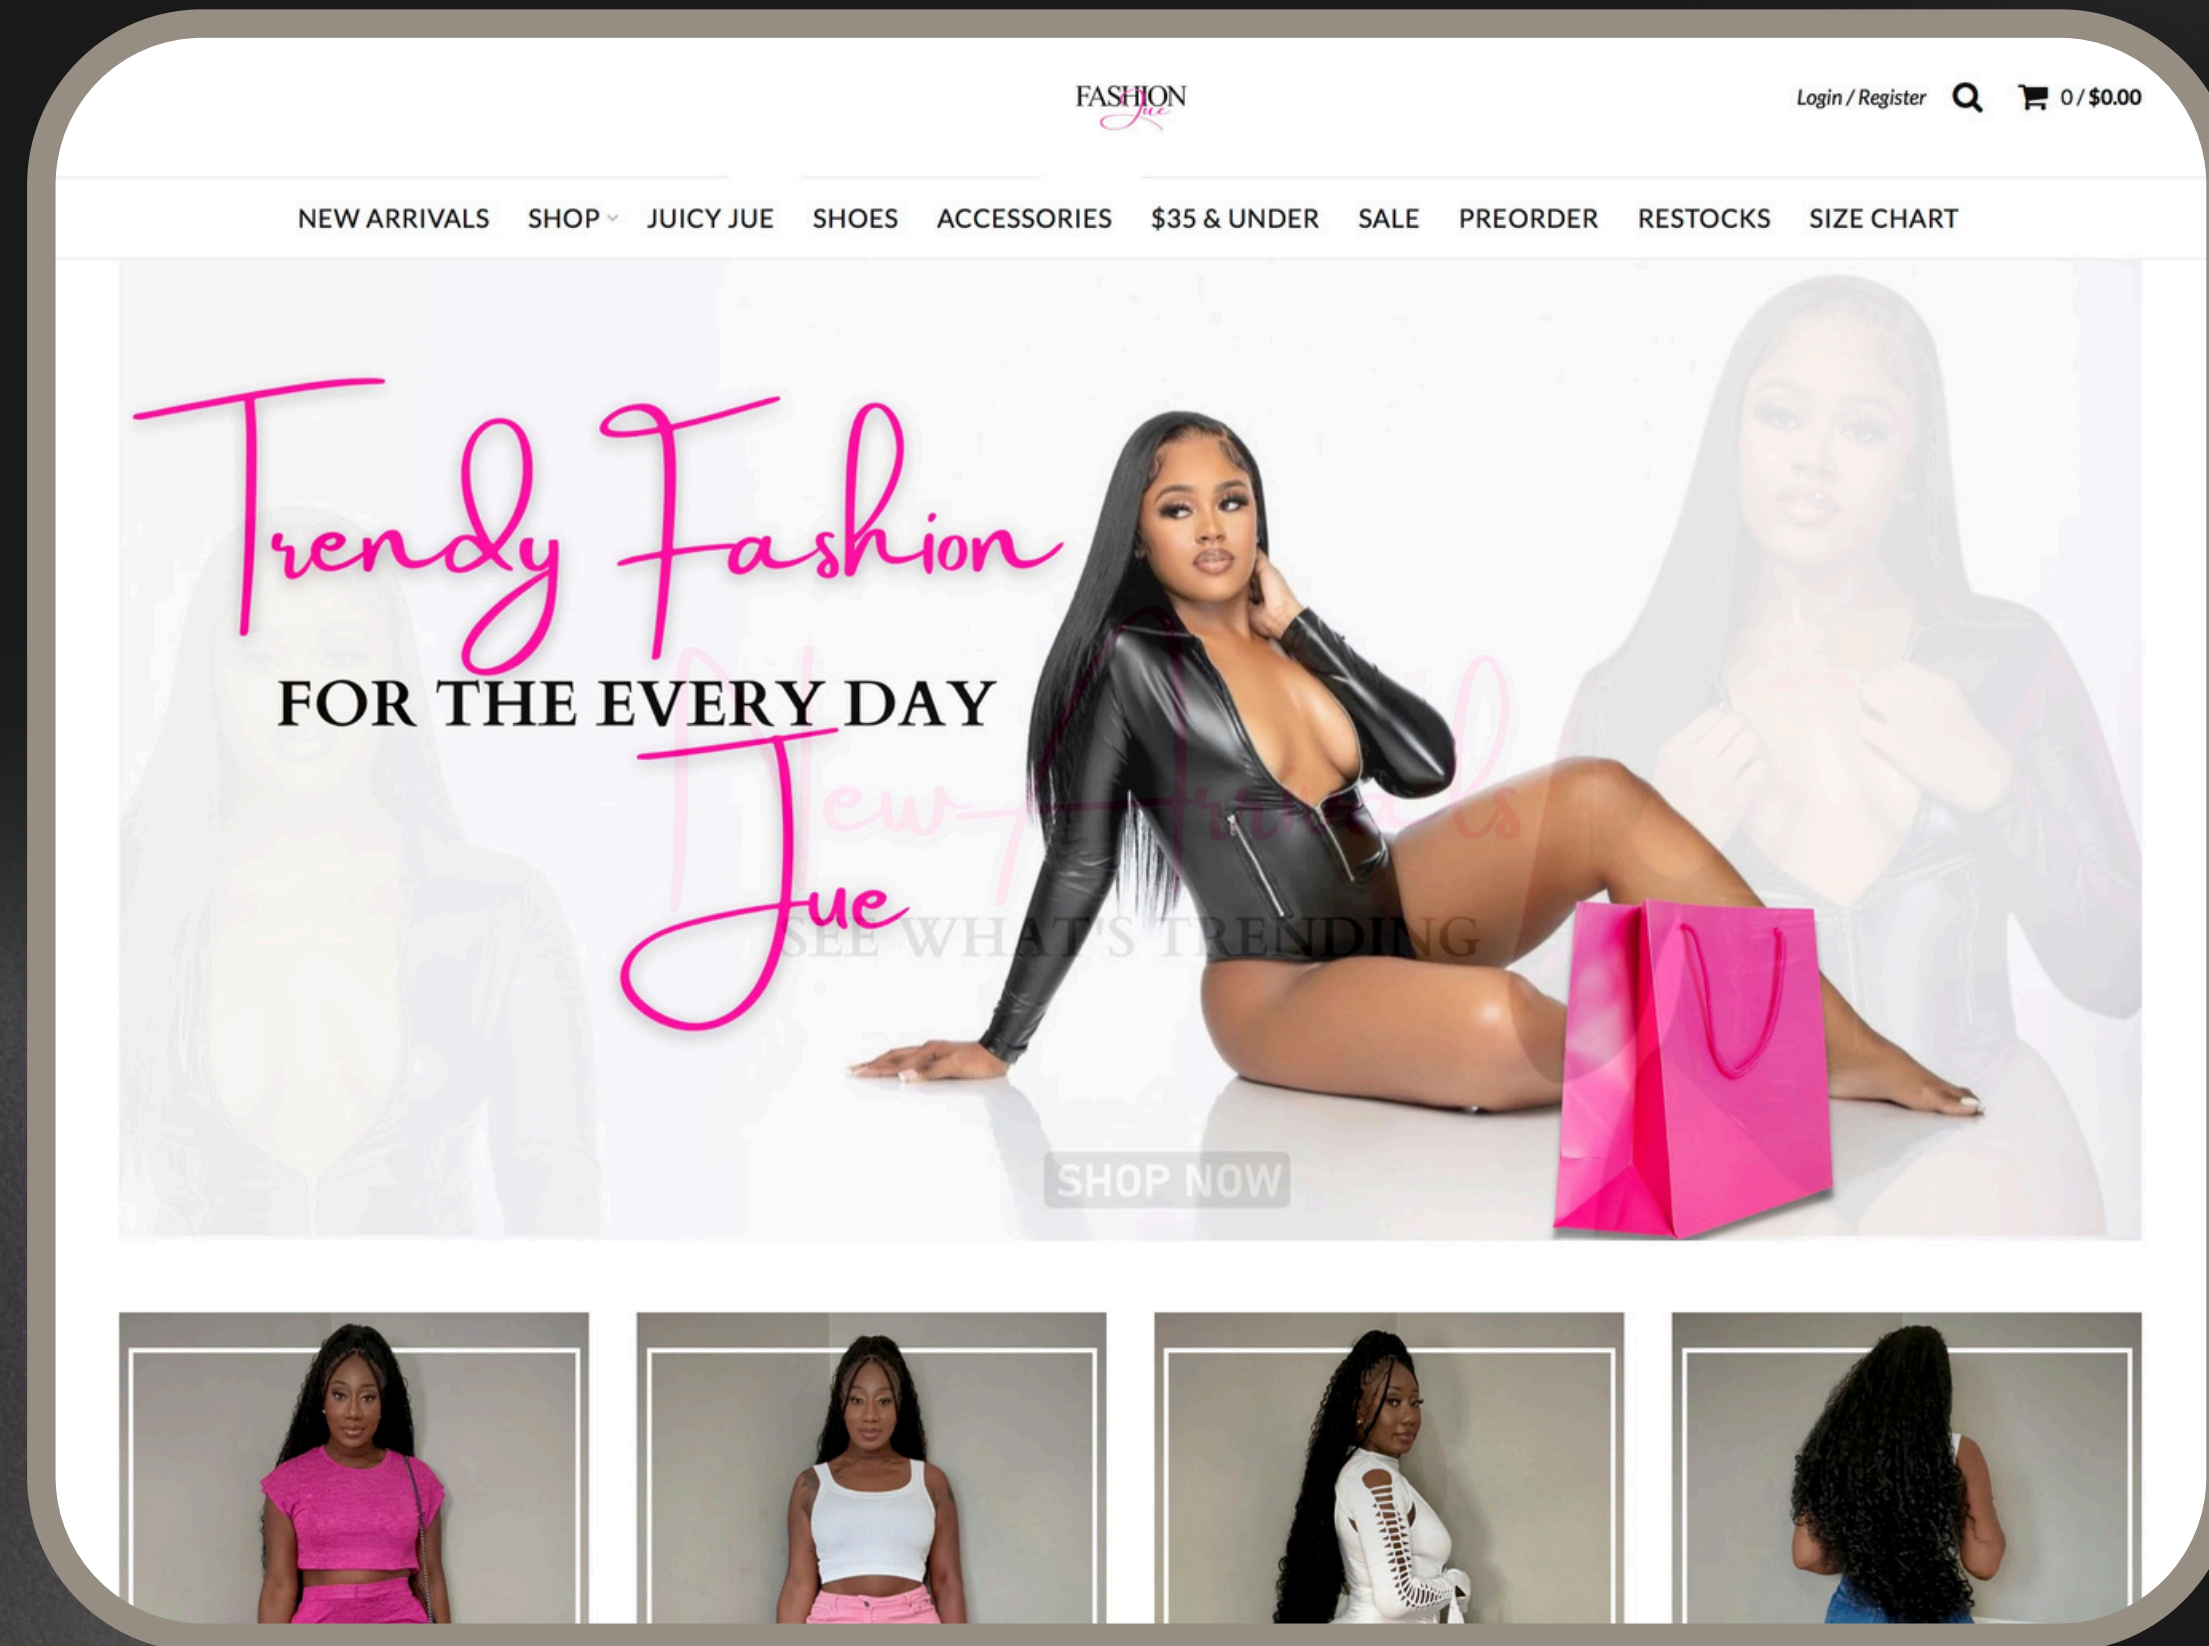 FASHION
Jue
Login / Register
0 / $0.00
NEW ARRIVALS SHOP JUICY JUE SHOES ACCESSORIES $35 & UNDER SALE PREORDER RESTOCKS SIZE CHART
Trendy Fashion
FOR THE EVERY DAY
Jue
New Arrivals
SEE WHAT'S TRENDING
SHOP NOW